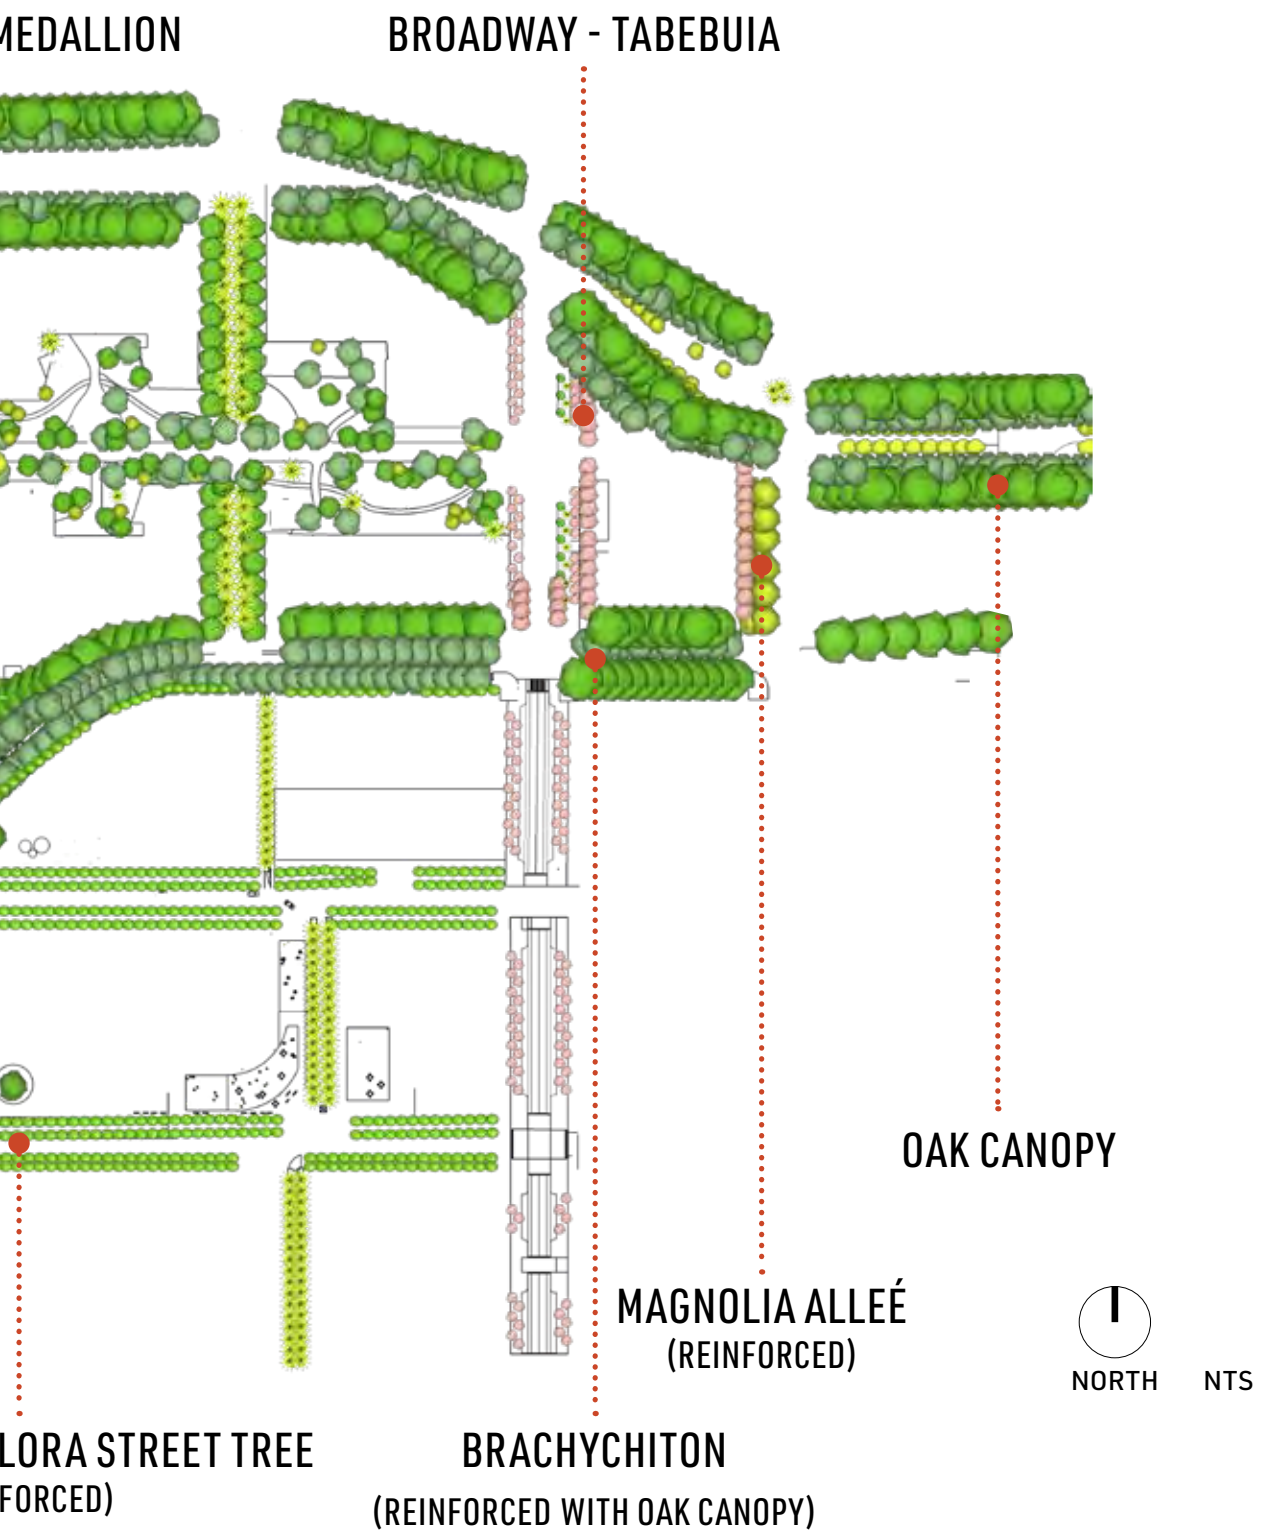 MEDALLION
BROADWAY - TABEBUIA
OAK CANOPY
MAGNOLIA ALLEÉ
(REINFORCED)
NORTH NTS
LORA STREET TREE
FORCED)
BRACHYCHITON
(REINFORCED WITH OAK CANOPY)